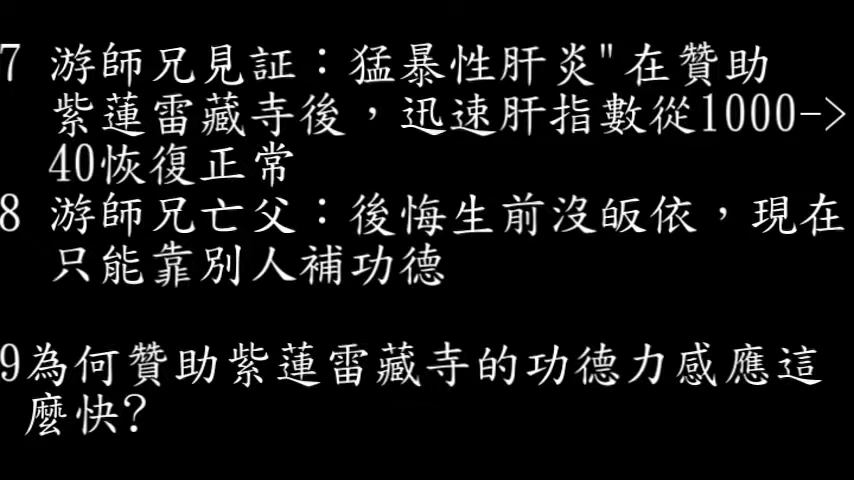 7 游師兄見証：猛暴性肝炎"在贊助
紫蓮雷藏寺後，迅速肝指數從1000->
40恢復正常
8 游師兄亡父：後悔生前沒皈依，現在
只能靠別人補功德
9為何贊助紫蓮雷藏寺的功德力感應這
麼快?